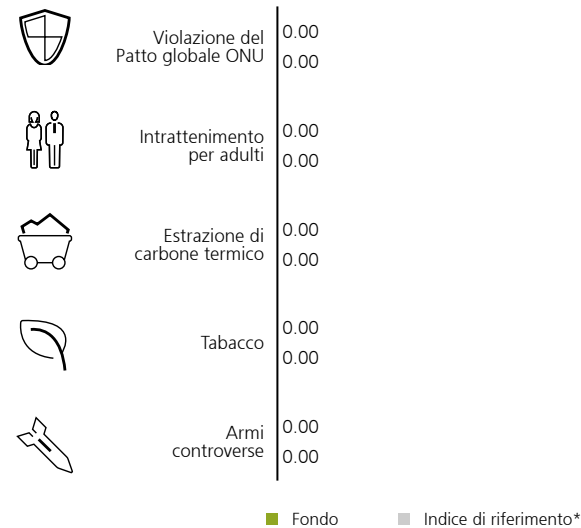 Violazione del
Patto globale ONU
0.00
0.00
Intrattenimento
per adulti
0.00
0.00
Estrazione di
carbone termico
0.00
0.00
Tabacco
0.00
0.00
Armi
controverse
0.00
0.00
Fondo
Indice di riferimento*